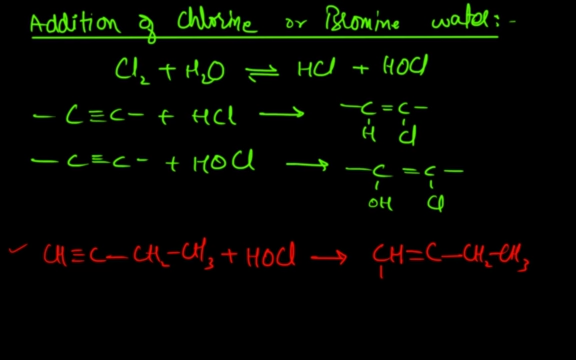 Addition of Chlorine or Bromine water:-
Cl₂ + H₂O ⇌ HCl + HOCl
-C≡C- + HCl → -C=C-
H Cl
-C≡C- + HOCl → -C=C-
OH Cl
✓ CH≡C-CH₂-CH₃ + HOCl → CH=C-CH₂-CH₃